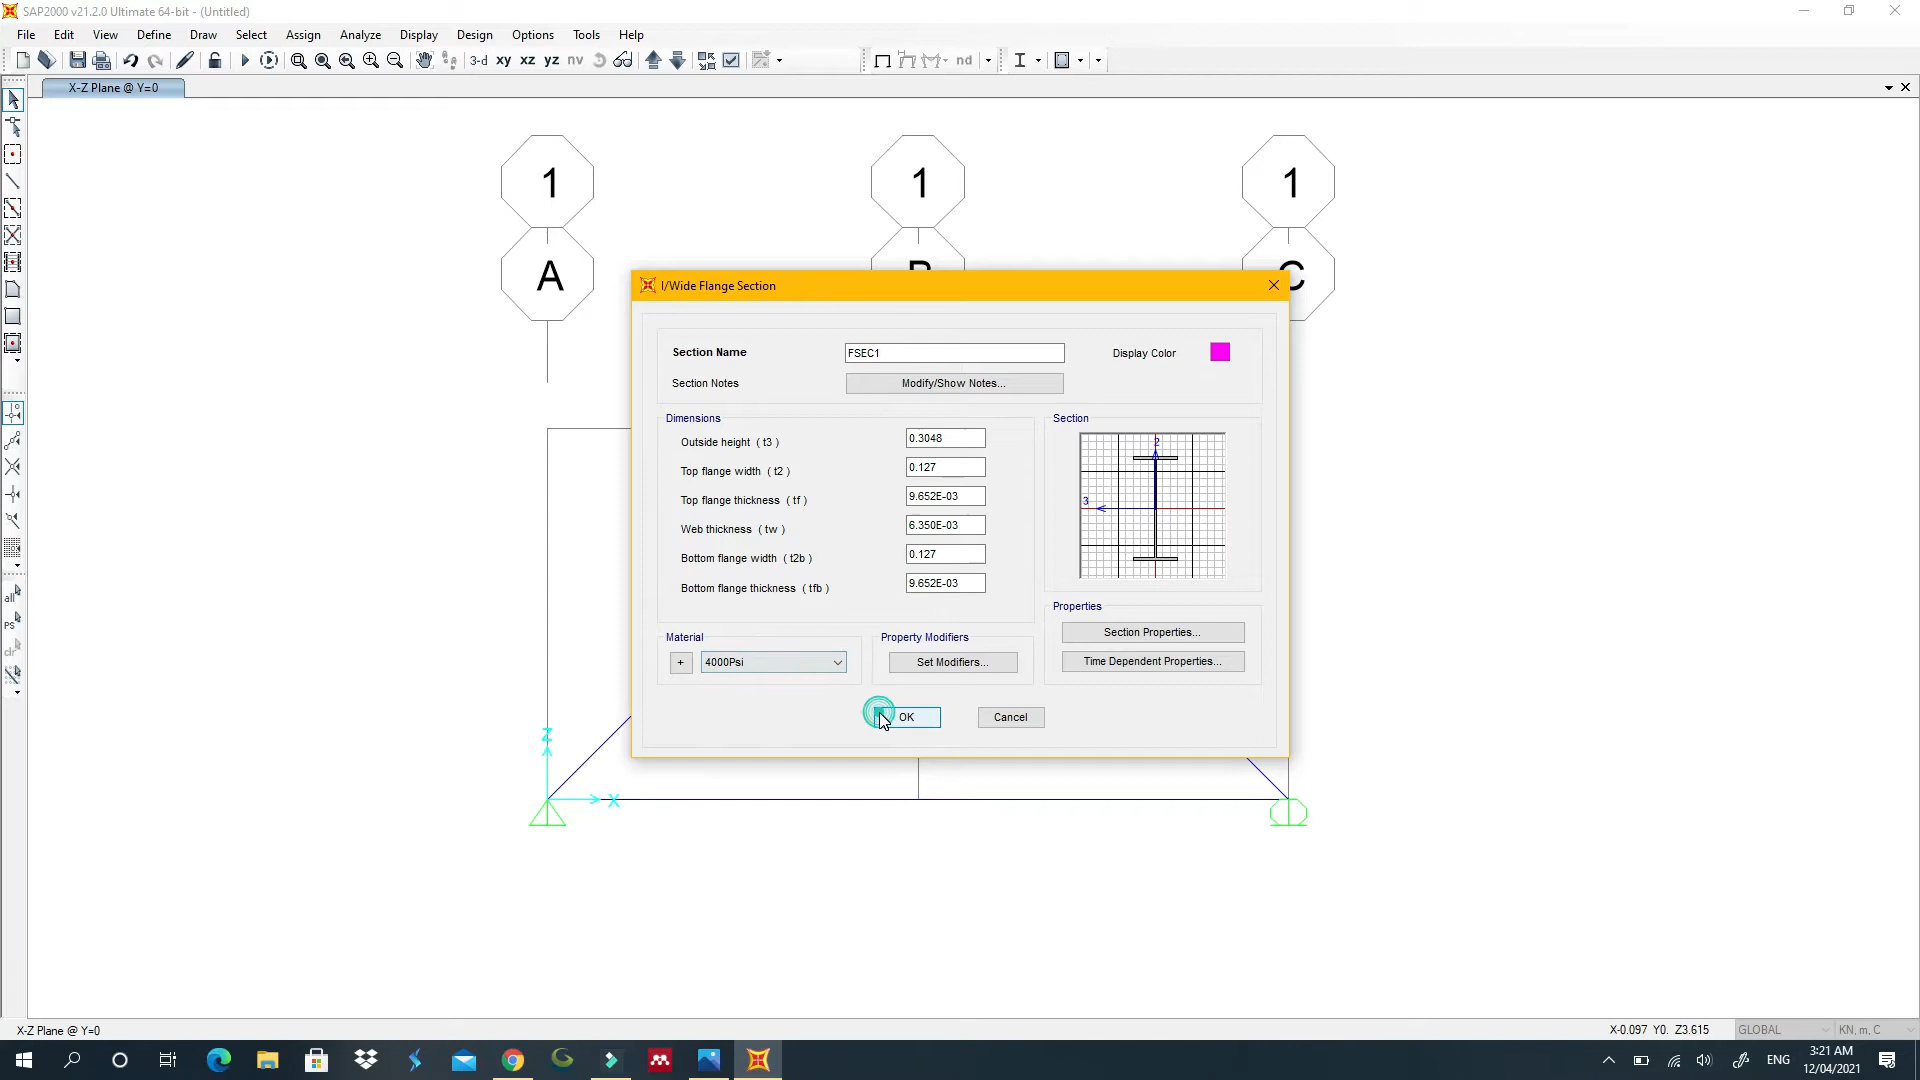 SAP2000 v21.2.0 Ultimate 64-bit - (Untitled)
File Edit View Define Draw Select Assign Analyze Display Design Options Tools Help
3-d xy xz yz nv nd
X-Z Plane @ Y=0
1 1 1
A B C
I/Wide Flange Section
Section Name FSEC1 Display Color
Section Notes Modify/Show Notes...
Dimensions Section
Outside height ( t3 ) 0.3048
Top flange width ( t2 ) 0.127
Top flange thickness ( tf ) 9.652E-03
Web thickness ( tw ) 6.350E-03
Bottom flange width ( t2b ) 0.127
Bottom flange thickness ( tfb ) 9.652E-03
2
3
Properties
Section Properties...
Time Dependent Properties...
Material Property Modifiers
+ 4000Psi Set Modifiers...
OK Cancel
Z
X
all
PS
clr
X-Z Plane @ Y=0 X-0.097 Y0. Z3.615 GLOBAL KN, m, C
ENG 3:21 AM
12/04/2021